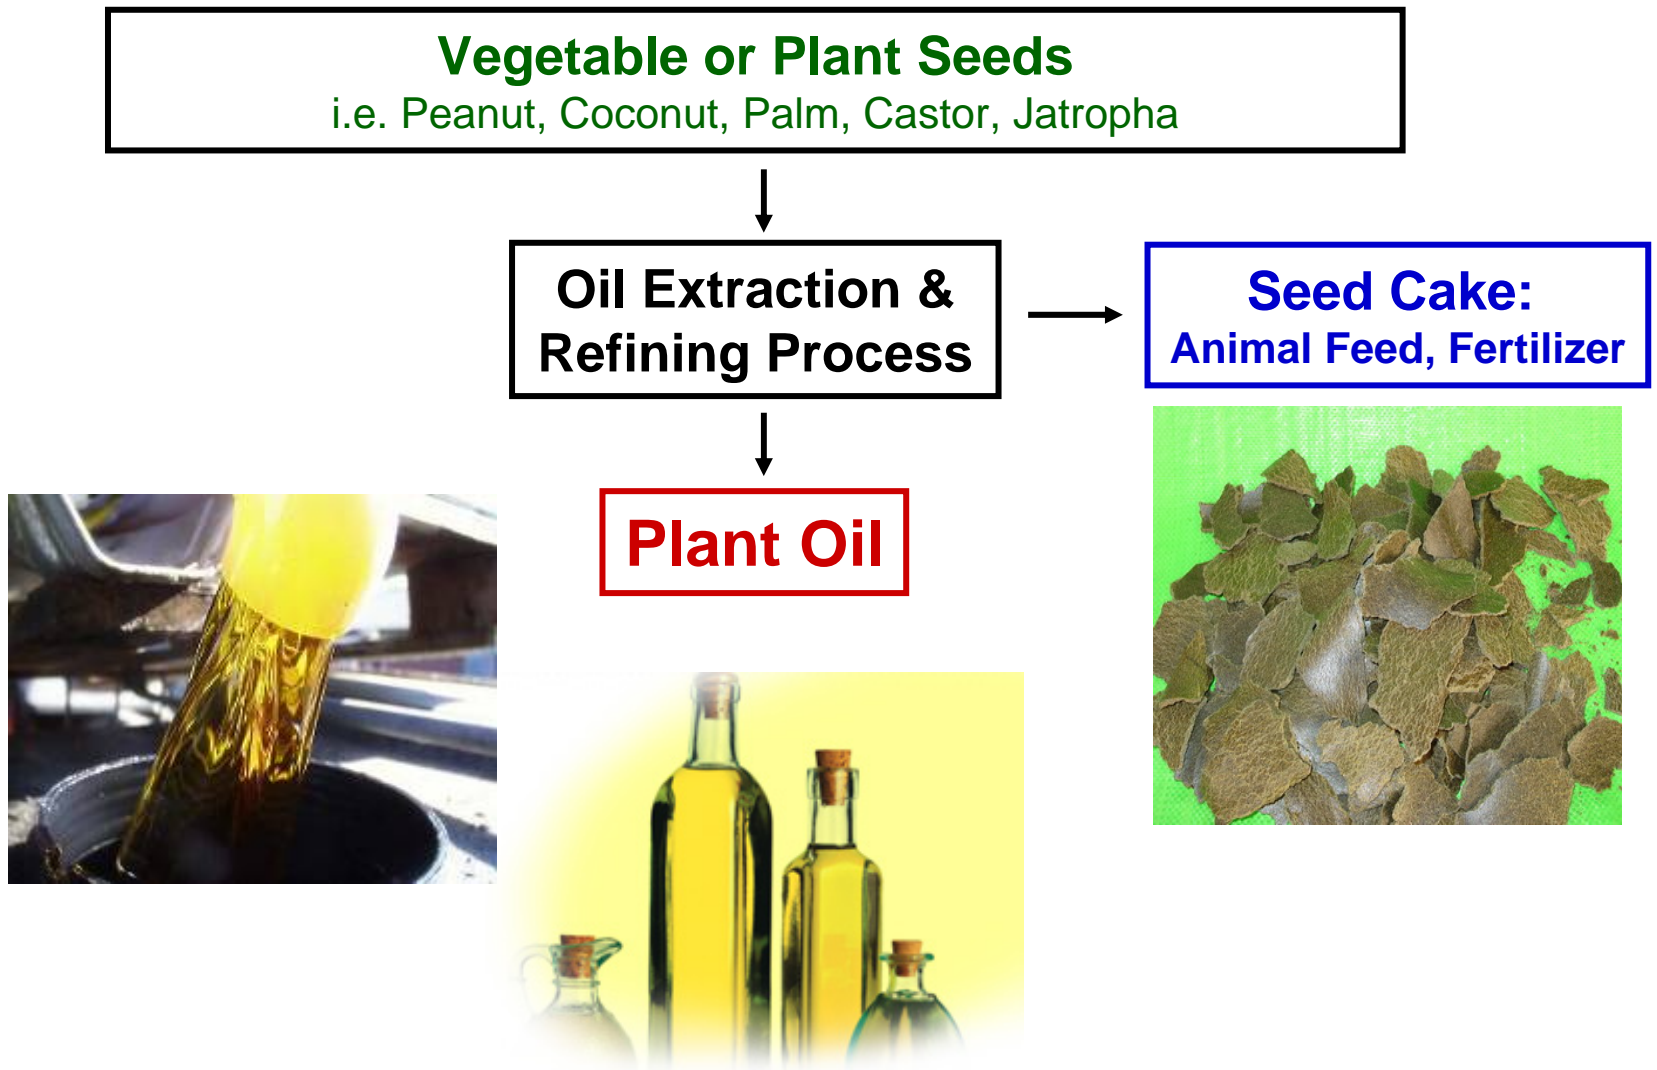 Vegetable or Plant Seeds
i.e. Peanut, Coconut, Palm, Castor, Jatropha
Oil Extraction &
Refining Process
Seed Cake:
Animal Feed, Fertilizer
Plant Oil